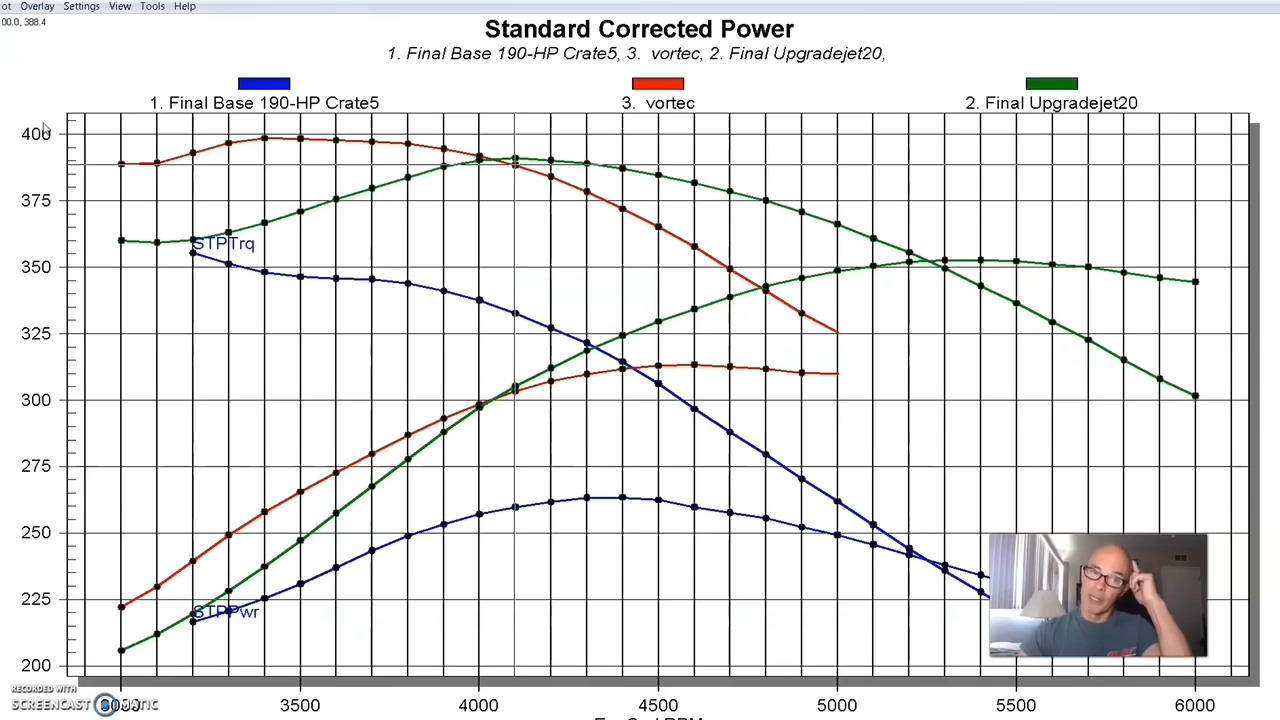 ot Overlay Settings View Tools Help
00.0, 388.4
Standard Corrected Power
1. Final Base 190-HP Crate5, 3. vortec, 2. Final Upgradejet20,
1. Final Base 190-HP Crate5 3. vortec 2. Final Upgradejet20
400
375
STPTrq
350
325
300
275
250
225
STPPwr
200
RECORDED WITH
SCREENCAST MATIC
3000 3500 4000 4500 5000 5500 6000